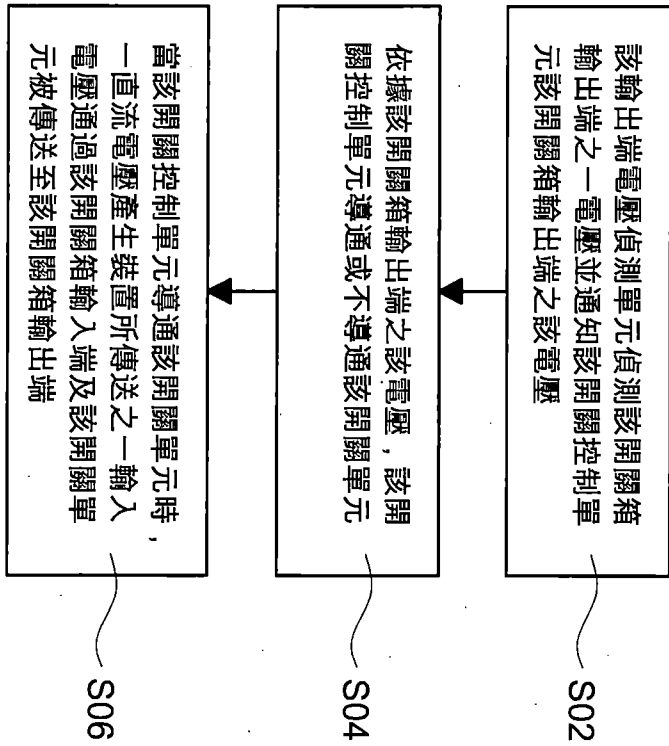 該輸出端電壓偵測單元偵測該開關箱
輸出端之一電壓並通知該開關控制單
元該開關箱輸出端之該電壓
S02
依據該開關箱輸出端之該電壓，該開
關控制單元導通或不導通該開關單元
S04
當該開關控制單元導通該開關單元時，
一直流電壓產生裝置所傳送之一輸入
電壓通過該開關箱輸入端及該開關單
元被傳送至該開關箱輸出端
S06